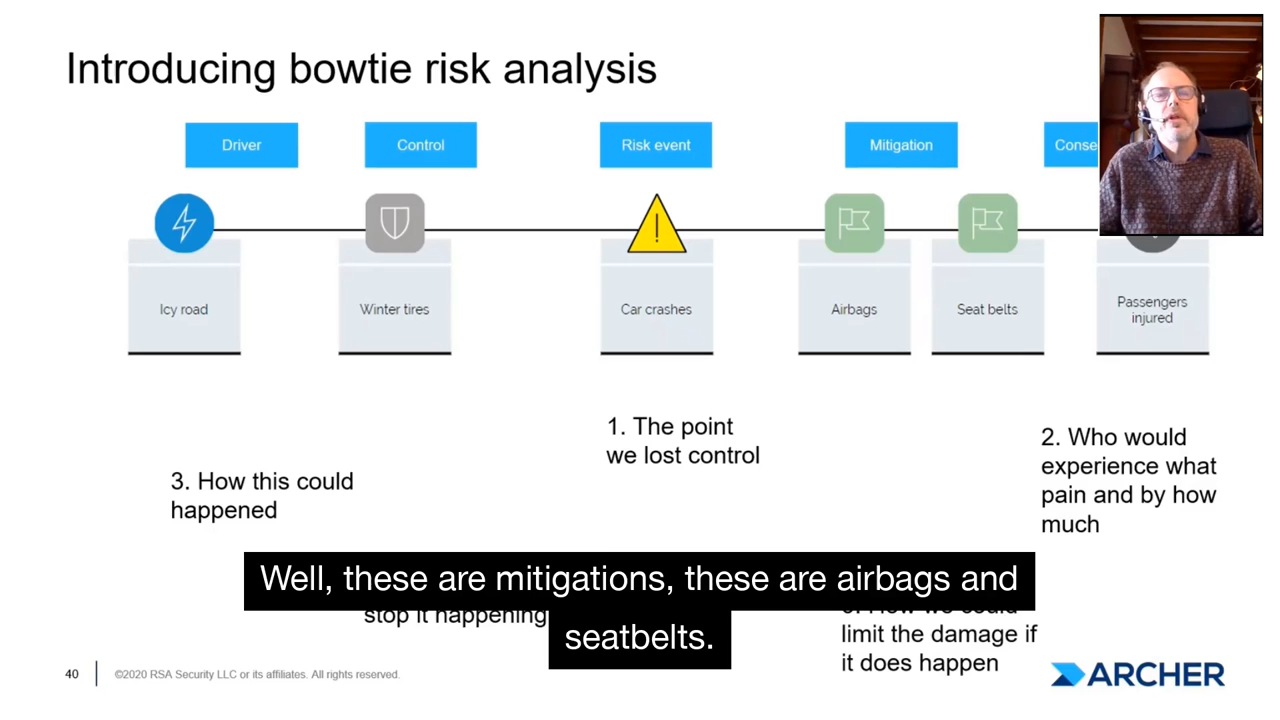 Introducing bowtie risk analysis
Driver
Control
Risk event
Mitigation
Conse
Icy road
Winter tires
Car crashes
Airbags
Seat belts
Passengers
injured
1. The point
we lost control
2. Who would
experience what
pain and by how
much
3. How this could
happened
Well, these are mitigations, these are airbags and
seatbelts.
stop it happening
limit the damage if
it does happen
40
©2020 RSA Security LLC or its affiliates. All rights reserved.
ARCHER